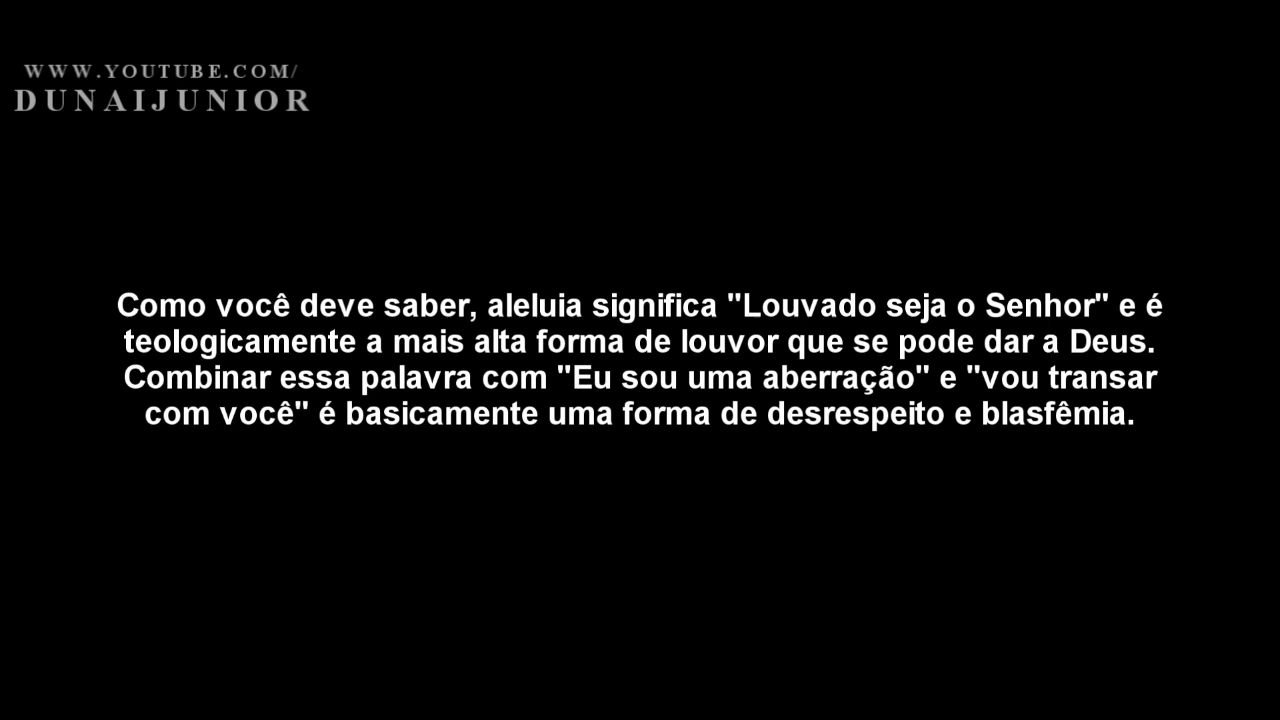 WWW.YOUTUBE.COM/
DUNAIJUNIOR
Como você deve saber, aleluia significa "Louvado seja o Senhor" e é
teologicamente a mais alta forma de louvor que se pode dar a Deus.
Combinar essa palavra com "Eu sou uma aberração" e "vou transar
com você" é basicamente uma forma de desrespeito e blasfêmia.